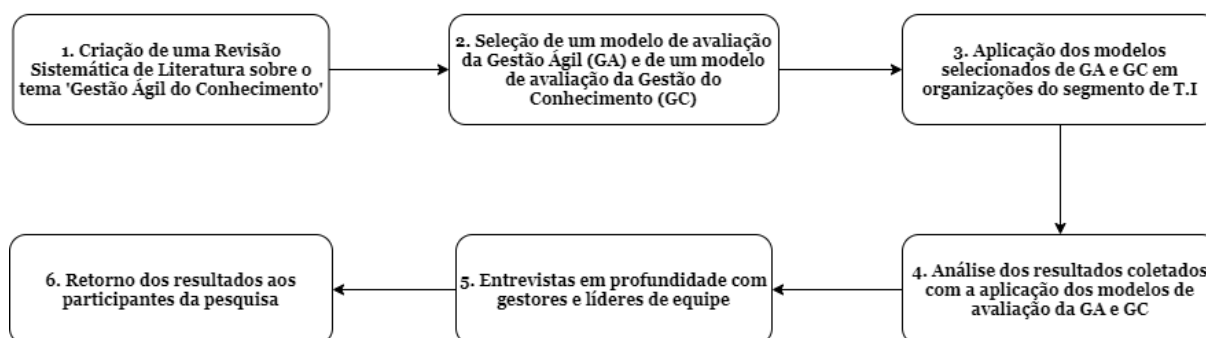 1. Criação de uma Revisão
Sistemática de Literatura sobre o
tema 'Gestão Ágil do Conhecimento'
2. Seleção de um modelo de avaliação
da Gestão Ágil (GA) e de um modelo
de avaliação da Gestão do
Conhecimento (GC)
3. Aplicação dos modelos
selecionados de GA e GC em
organizações do segmento de T.I
4. Análise dos resultados coletados
com a aplicação dos modelos de
avaliação da GA e GC
5. Entrevistas em profundidade com
gestores e líderes de equipe
6. Retorno dos resultados aos
participantes da pesquisa